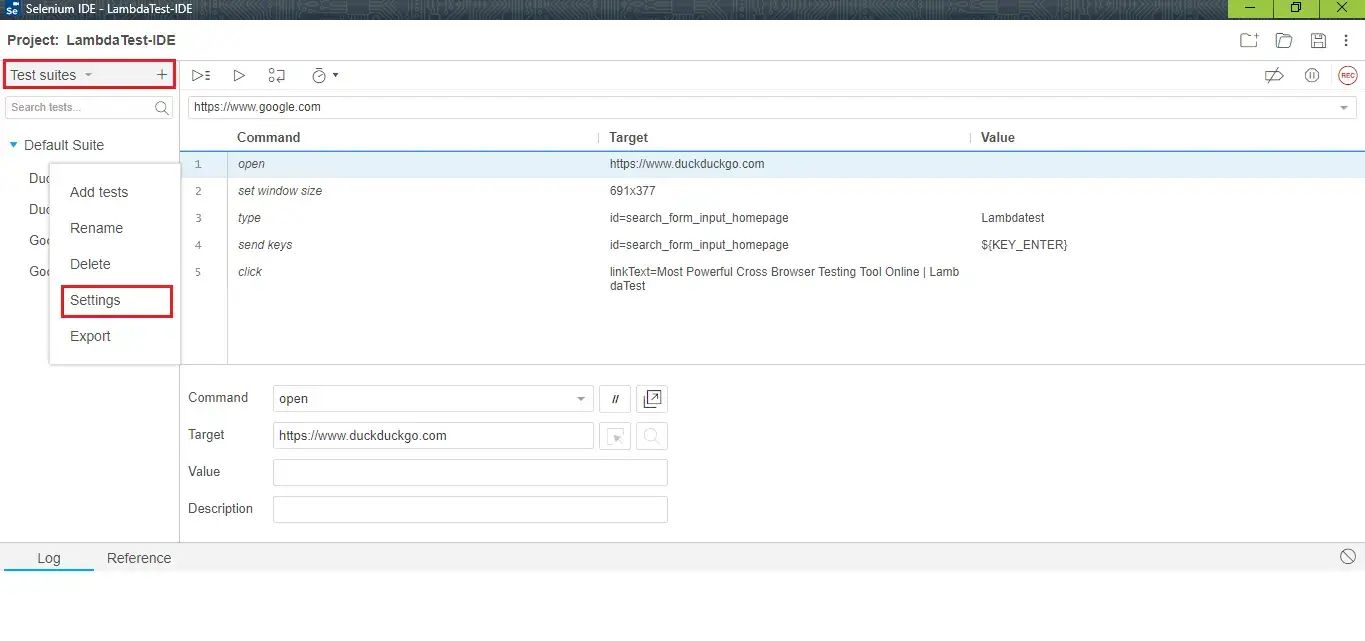 Se Selenium IDE - LambdaTest-IDE
Project: LambdaTest-IDE
Test suites
REC
Search tests...
https://www.google.com
Command Target Value
Default Suite
1 open https://www.duckduckgo.com
Duc
Add tests
2 set window size 691x377
Duc
3 type id=search_form_input_homepage Lambdatest
Rename
Goo
4 send keys id=search_form_input_homepage ${KEY_ENTER}
Delete
Goo
5 click linkText=Most Powerful Cross Browser Testing Tool Online | Lamb
daTest
Settings
Export
Command open //
Target https://www.duckduckgo.com
Value
Description
Log Reference